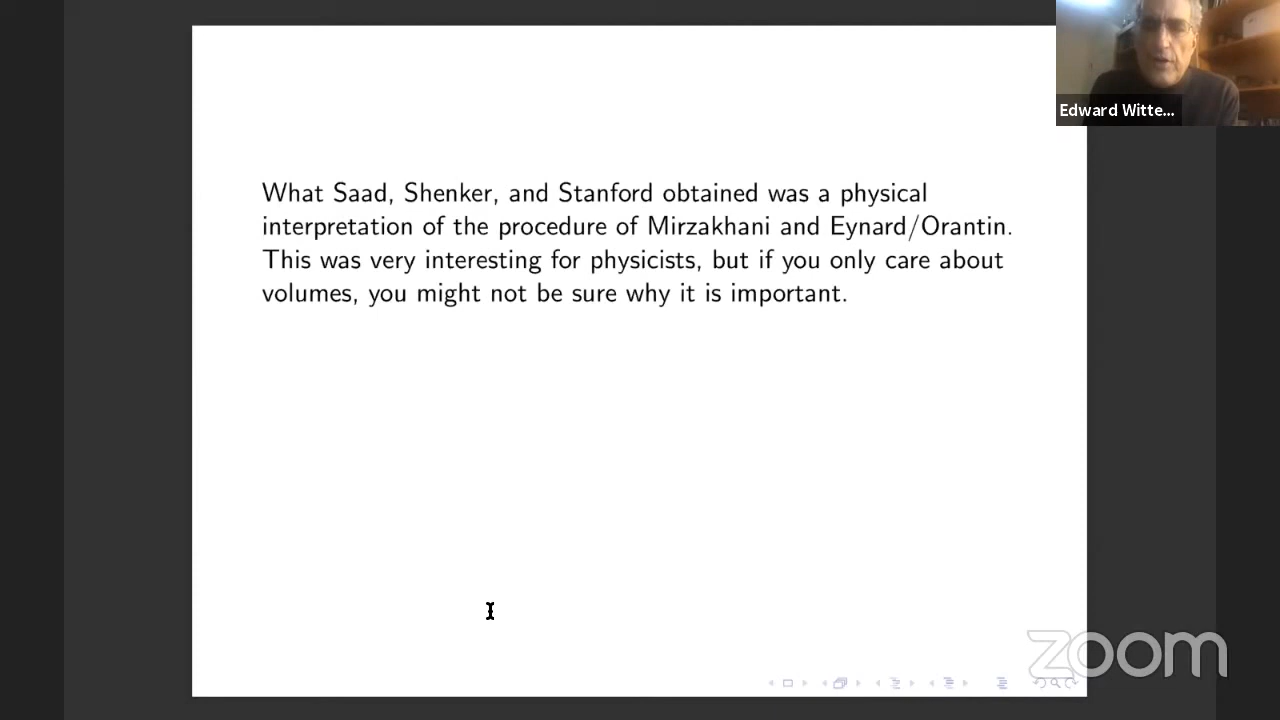 Edward Witte...
What Saad, Shenker, and Stanford obtained was a physical
interpretation of the procedure of Mirzakhani and Eynard/Orantin.
This was very interesting for physicists, but if you only care about
volumes, you might not be sure why it is important.
zoom